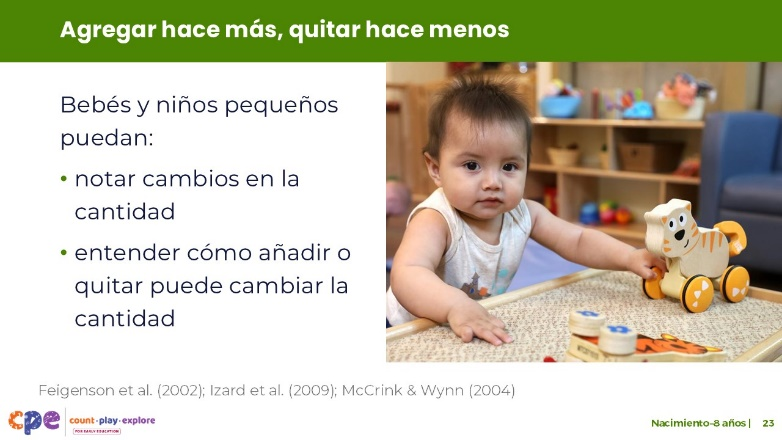 Agregar hace más, quitar hace menos
Bebés y niños pequeños
puedan:
• notar cambios en la
cantidad
• entender cómo añadir o
quitar puede cambiar la
cantidad
Feigenson et al. (2002); Izard et al. (2009); McCrink & Wynn (2004)
cpe
count·play·explore
FOR EARLY EDUCATION
Nacimiento–8 años | 23